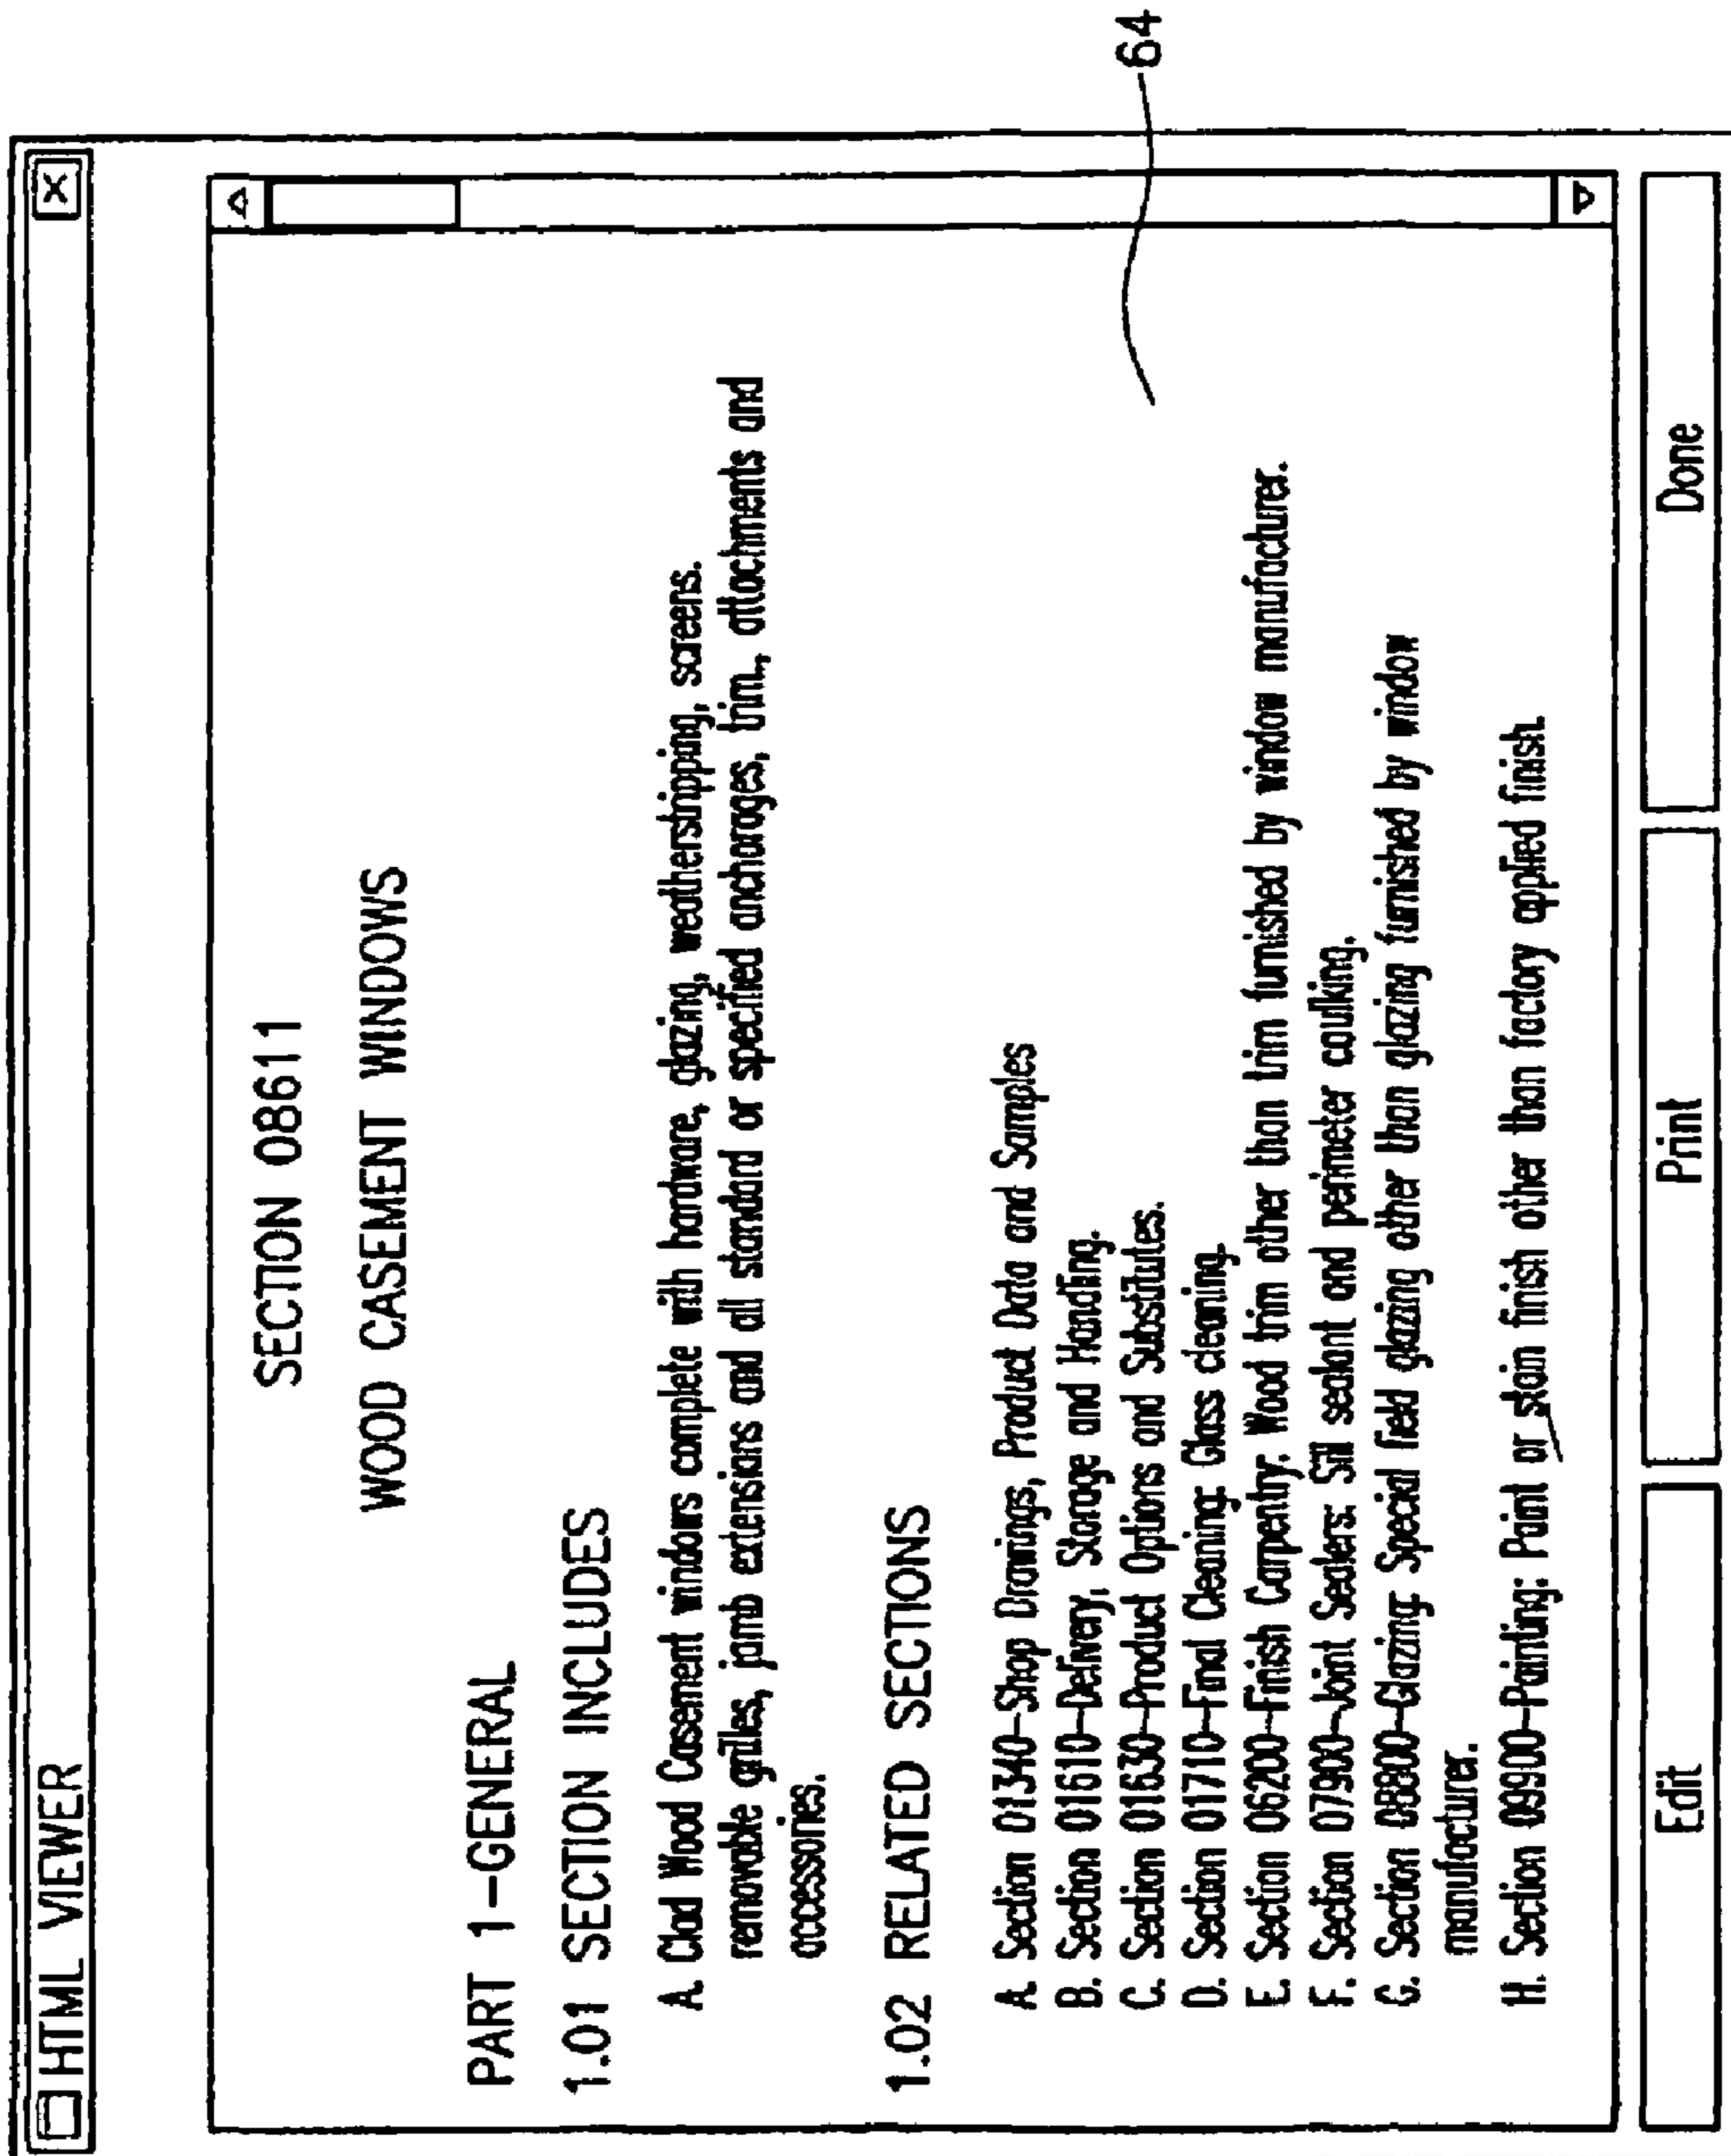 HTML VIEWER
X
SECTION 08611
WOOD CASEMENT WINDOWS
PART 1-GENERAL
1.01 SECTION INCLUDES
A. Clad Wood Casement windows complete with hardware, glazing, weatherstripping, screens.
removable grilles, jamb extensions and all standard or specified anchorages, trim., attachments and
accessories.
1.02 RELATED SECTIONS
A. Section 01340-Shop Drawings, Product Data and Samples
B. Section 01610-Delivery, Storage and Handling.
C. Section 01630-Product Options and Substitutes.
D. Section 01710-Final Cleaning: Glass cleaning.
E. Section 06200-Finish Carpentry: Wood trim other than trim furnished by window manufacturer.
F. Section 07900-Joint Sealers: Sill sealant and perimeter caulking.
G. Section 08800-Glazing: Special field glazing other than glazing furnished by window
manufacturer.
H. Section 09900-Painting: Paint or stain finish other than factory applied finish.
64
Edit
Print
Done